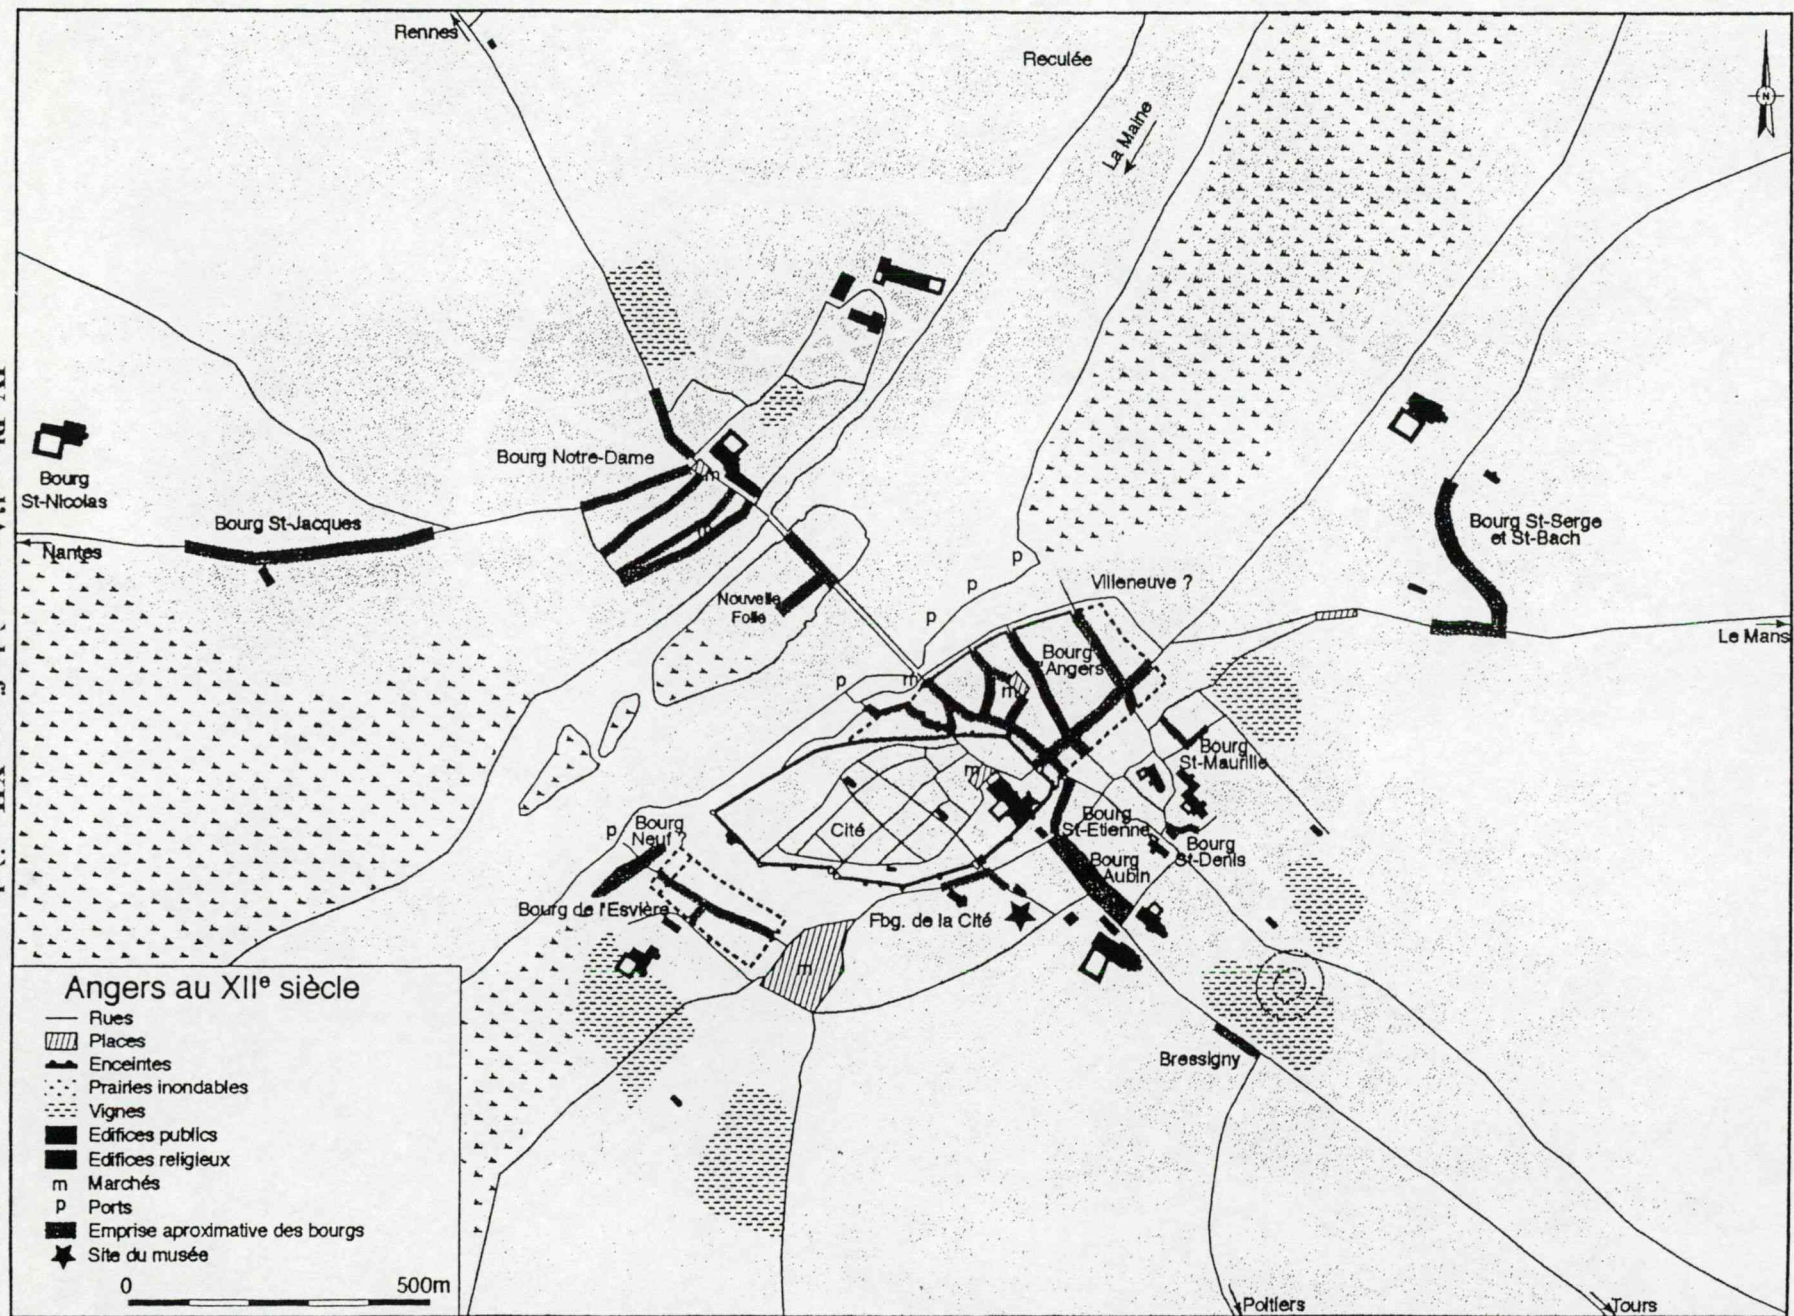 Rennes
Reculée
N
La Maine
Bourg Notre-Dame
m
Bourg
St-Nicolas
Bourg St-Jacques
Nantes
m
Bourg St-Serge
et St-Bach
p
p
p
Villeneuve ?
Nouvelle
Folie
Le Mans
Bourg
d'Angers
p
m
m
Bourg
St-Maurille
m
Cité
Bourg
St-Etienne
p
Bourg
Neuf ?
Bourg
St-Denis
Bourg
St-Aubin
Bourg de l'Esvière
Fbg. de la Cité
m
Bressigny
Poitiers
Tours
Angers au XIIe siècle
Rues
Places
Enceintes
Prairies inondables
Vignes
Edifices publics
Edifices religieux
m Marchés
p Ports
Emprise aproximative des bourgs
Site du musée
0 500m